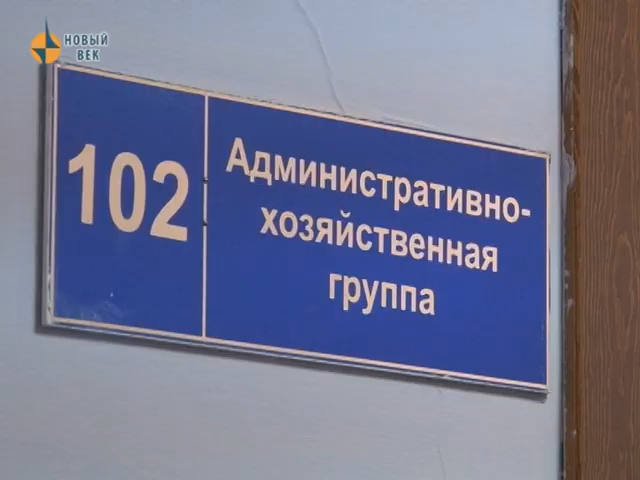 НОВЫЙ
ВЕК
102
Административно-
хозяйственная
группа